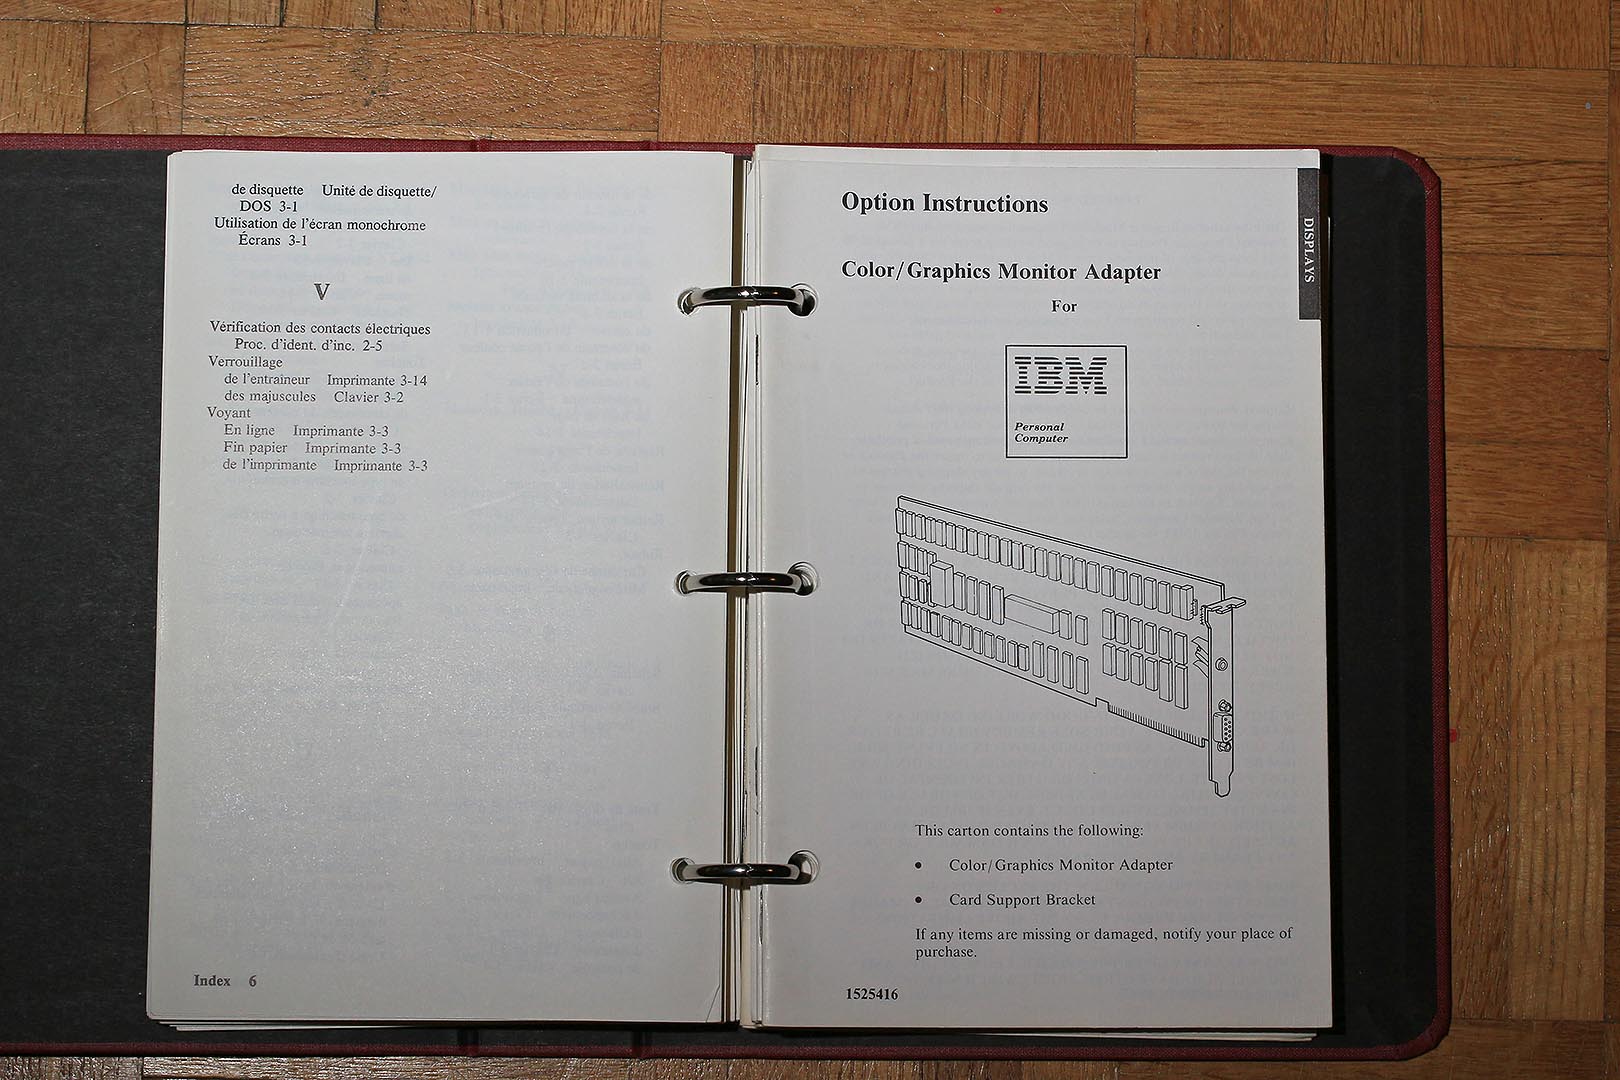 de disquette Unité de disquette/
DOS 3-1
Utilisation de l'écran monochrome
Écrans 3-1
V
Vérification des contacts électriques
Proc. d'ident. d'inc. 2-5
Verrouillage
de l'entraîneur Imprimante 3-14
des majuscules Clavier 3-2
Voyant
En ligne Imprimante 3-3
Fin papier Imprimante 3-3
de l'imprimante Imprimante 3-3
Index 6
Option Instructions
Color/Graphics Monitor Adapter
For
IBM
Personal
Computer
DISPLAYS
This carton contains the following:
• Color/Graphics Monitor Adapter
• Card Support Bracket
If any items are missing or damaged, notify your place of
purchase.
1525416